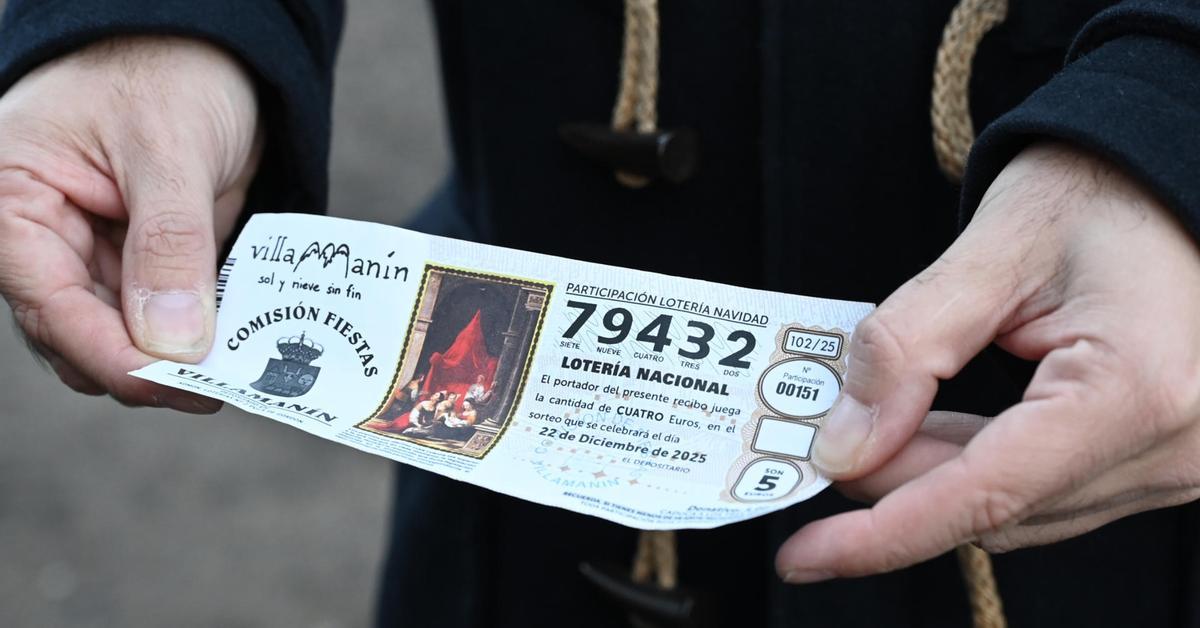 villaManín
sol y nieve sin fin
COMISIÓN FIESTAS
VILLAMANIN
PARTICIPACIÓN LOTERÍA NAVIDAD
79432
SIETE NUEVE CUATRO TRES DOS
LOTERÍA NACIONAL
El portador del presente recibo juega
la cantidad de CUATRO Euros, en el
sorteo que se celebrará el día
22 de Diciembre de 2025
EL DEPOSITARIO
VILLAMANIN
102/25
Nº
Participación
00151
SON
5
EUROS
Donativo